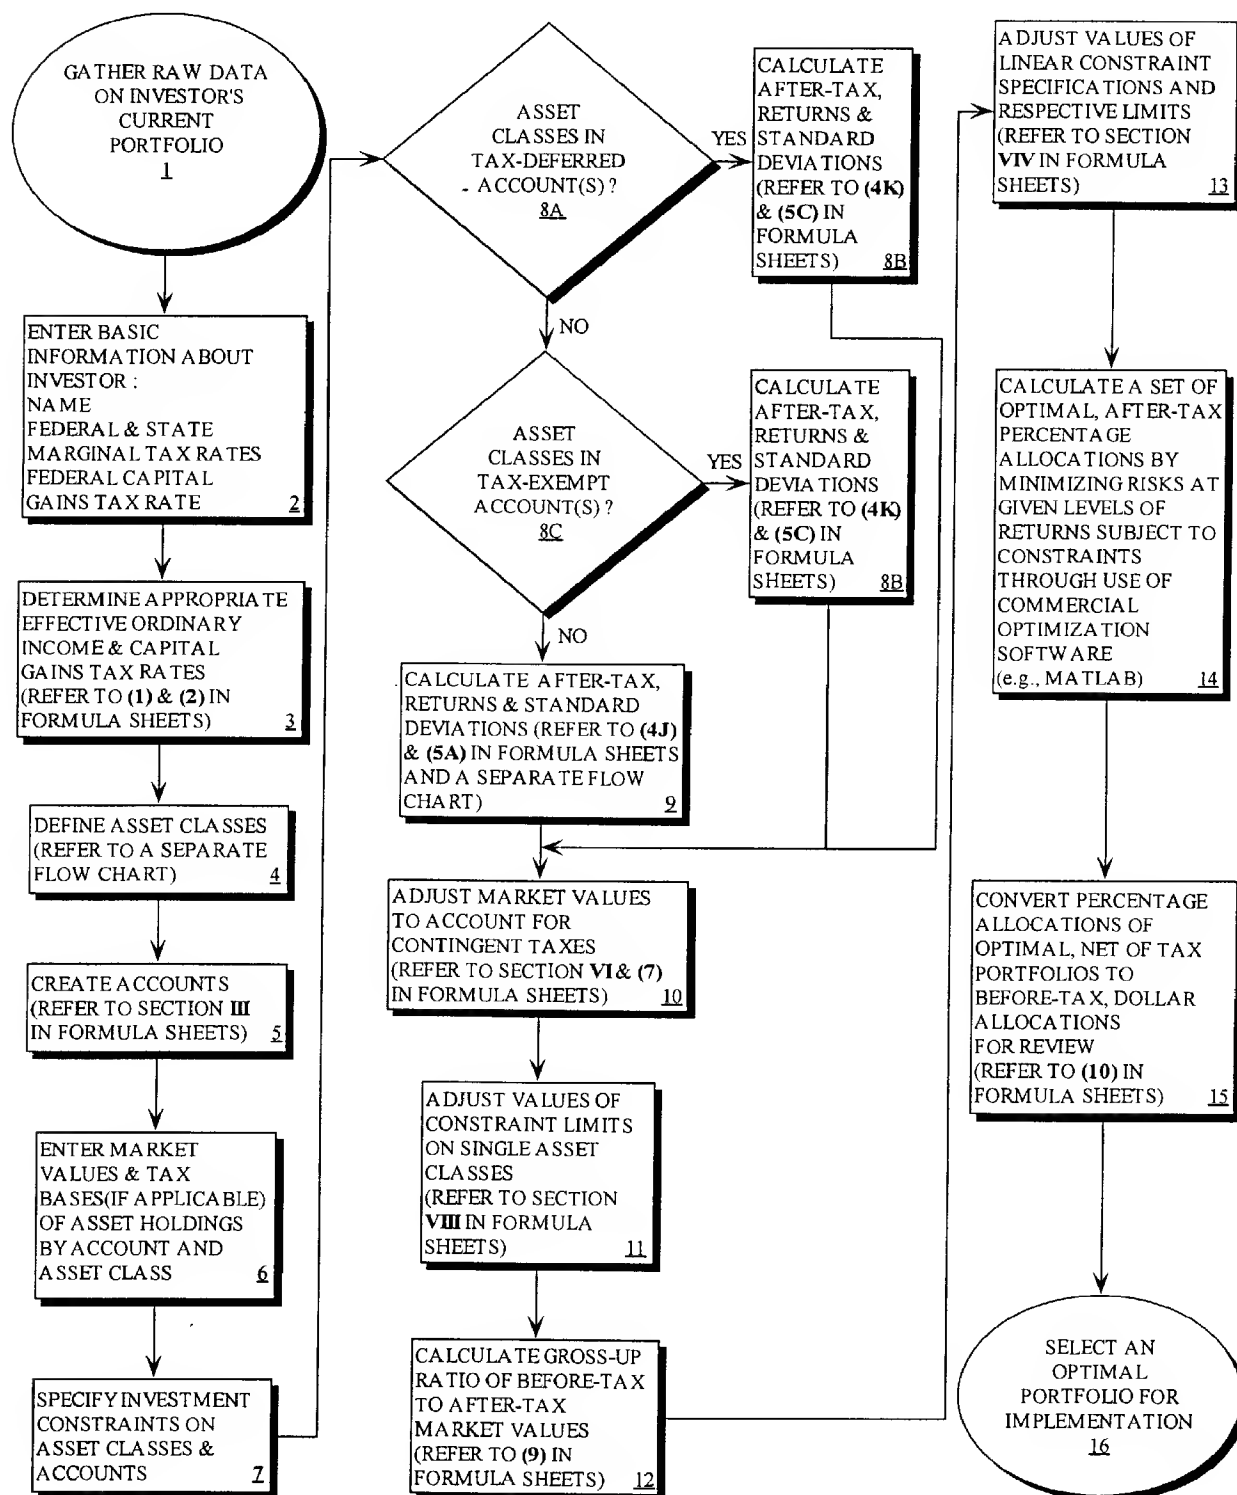 GATHER RAW DATA
ON INVESTOR'S
CURRENT
PORTFOLIO
1
ENTER BASIC
INFORMATION ABOUT
INVESTOR :
NAME
FEDERAL & STATE
MARGINAL TAX RATES
FEDERAL CAPITAL
GAINS TAX RATE
2
DETERMINE APPROPRIATE
EFFECTIVE ORDINARY
INCOME & CAPITAL
GAINS TAX RATES
(REFER TO (1) & (2) IN
FORMULA SHEETS)
3
DEFINE ASSET CLASSES
(REFER TO A SEPARATE
FLOW CHART)
4
CREATE ACCOUNTS
(REFER TO SECTION III
IN FORMULA SHEETS)
5
ENTER MARKET
VALUES & TAX
BASES(IF APPLICABLE)
OF ASSET HOLDINGS
BY ACCOUNT AND
ASSET CLASS
6
SPECIFY INVESTMENT
CONSTRAINTS ON
ASSET CLASSES &
ACCOUNTS
7
ASSET
CLASSES IN
TAX-DEFERRED
ACCOUNT(S) ?
8A
YES
CALCULATE
AFTER-TAX,
RETURNS &
STANDARD
DEVIATIONS
(REFER TO (4K)
& (5C) IN
FORMULA
SHEETS)
8B
NO
ASSET
CLASSES IN
TAX-EXEMPT
ACCOUNT(S) ?
8C
YES
CALCULATE
AFTER-TAX,
RETURNS &
STANDARD
DEVIATIONS
(REFER TO (4K)
& (5C) IN
FORMULA
SHEETS)
8B
NO
CALCULATE AFTER-TAX,
RETURNS & STANDARD
DEVIATIONS (REFER TO (4J)
& (5A) IN FORMULA SHEETS
AND A SEPARATE FLOW
CHART)
9
ADJUST MARKET VALUES
TO ACCOUNT FOR
CONTINGENT TAXES
(REFER TO SECTION VI & (7)
IN FORMULA SHEETS)
10
ADJUST VALUES OF
CONSTRAINT LIMITS
ON SINGLE ASSET
CLASSES
(REFER TO SECTION
VIII IN FORMULA
SHEETS)
11
CALCULATE GROSS-UP
RATIO OF BEFORE-TAX
TO AFTER-TAX
MARKET VALUES
(REFER TO (9) IN
FORMULA SHEETS)
12
ADJUST VALUES OF
LINEAR CONSTRAINT
SPECIFICATIONS AND
RESPECTIVE LIMITS
(REFER TO SECTION
VIV IN FORMULA
SHEETS)
13
CALCULATE A SET OF
OPTIMAL, AFTER-TAX
PERCENTAGE
ALLOCATIONS BY
MINIMIZING RISKS AT
GIVEN LEVELS OF
RETURNS SUBJECT TO
CONSTRAINTS
THROUGH USE OF
COMMERCIAL
OPTIMIZATION
SOFTWARE
(e.g., MATLAB)
14
CONVERT PERCENTAGE
ALLOCATIONS OF
OPTIMAL, NET OF TAX
PORTFOLIOS TO
BEFORE-TAX, DOLLAR
ALLOCATIONS
FOR REVIEW
(REFER TO (10) IN
FORMULA SHEETS)
15
SELECT AN
OPTIMAL
PORTFOLIO FOR
IMPLEMENTATION
16